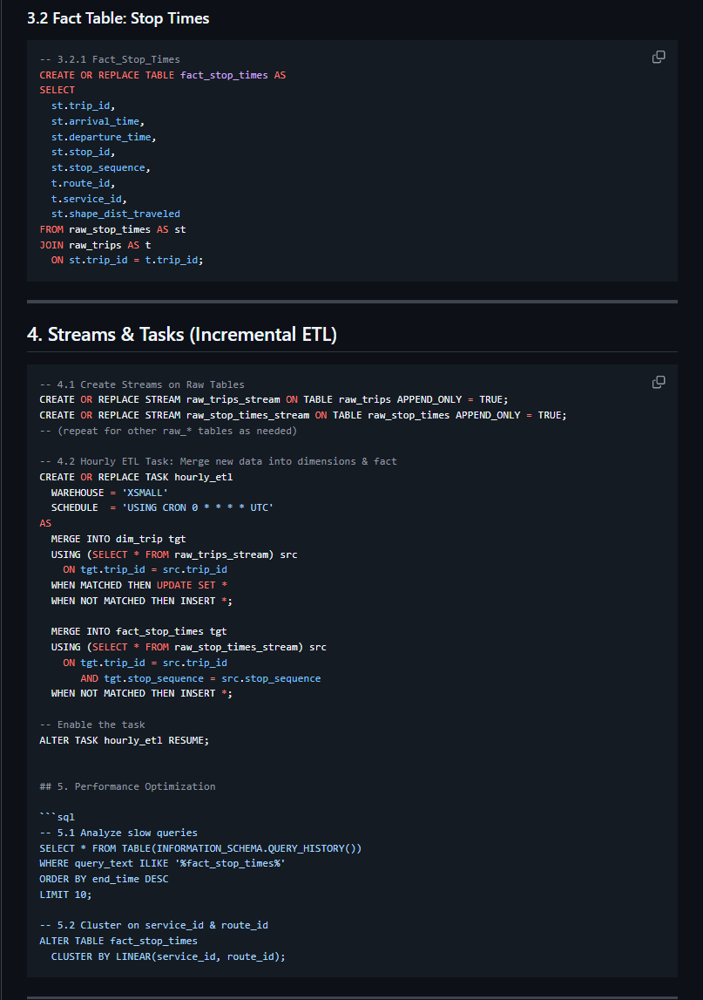 3.2 Fact Table: Stop Times
-- 3.2.1 Fact_Stop_Times
CREATE OR REPLACE TABLE fact_stop_times AS
SELECT
  st.trip_id,
  st.arrival_time,
  st.departure_time,
  st.stop_id,
  st.stop_sequence,
  t.route_id,
  t.service_id,
  st.shape_dist_traveled
FROM raw_stop_times AS st
JOIN raw_trips AS t
  ON st.trip_id = t.trip_id;
4. Streams & Tasks (Incremental ETL)
-- 4.1 Create Streams on Raw Tables
CREATE OR REPLACE STREAM raw_trips_stream ON TABLE raw_trips APPEND_ONLY = TRUE;
CREATE OR REPLACE STREAM raw_stop_times_stream ON TABLE raw_stop_times APPEND_ONLY = TRUE;
-- (repeat for other raw_* tables as needed)
-- 4.2 Hourly ETL Task: Merge new data into dimensions & fact
CREATE OR REPLACE TASK hourly_etl
  WAREHOUSE = 'XSMALL'
  SCHEDULE  = 'USING CRON 0 * * * * UTC'
AS
  MERGE INTO dim_trip tgt
  USING (SELECT * FROM raw_trips_stream) src
    ON tgt.trip_id = src.trip_id
  WHEN MATCHED THEN UPDATE SET *
  WHEN NOT MATCHED THEN INSERT *;
  MERGE INTO fact_stop_times tgt
  USING (SELECT * FROM raw_stop_times_stream) src
    ON tgt.trip_id = src.trip_id
       AND tgt.stop_sequence = src.stop_sequence
  WHEN NOT MATCHED THEN INSERT *;
-- Enable the task
ALTER TASK hourly_etl RESUME;
## 5. Performance Optimization
```sql
-- 5.1 Analyze slow queries
SELECT * FROM TABLE(INFORMATION_SCHEMA.QUERY_HISTORY())
WHERE query_text ILIKE '%fact_stop_times%'
ORDER BY end_time DESC
LIMIT 10;
-- 5.2 Cluster on service_id & route_id
ALTER TABLE fact_stop_times
  CLUSTER BY LINEAR(service_id, route_id);